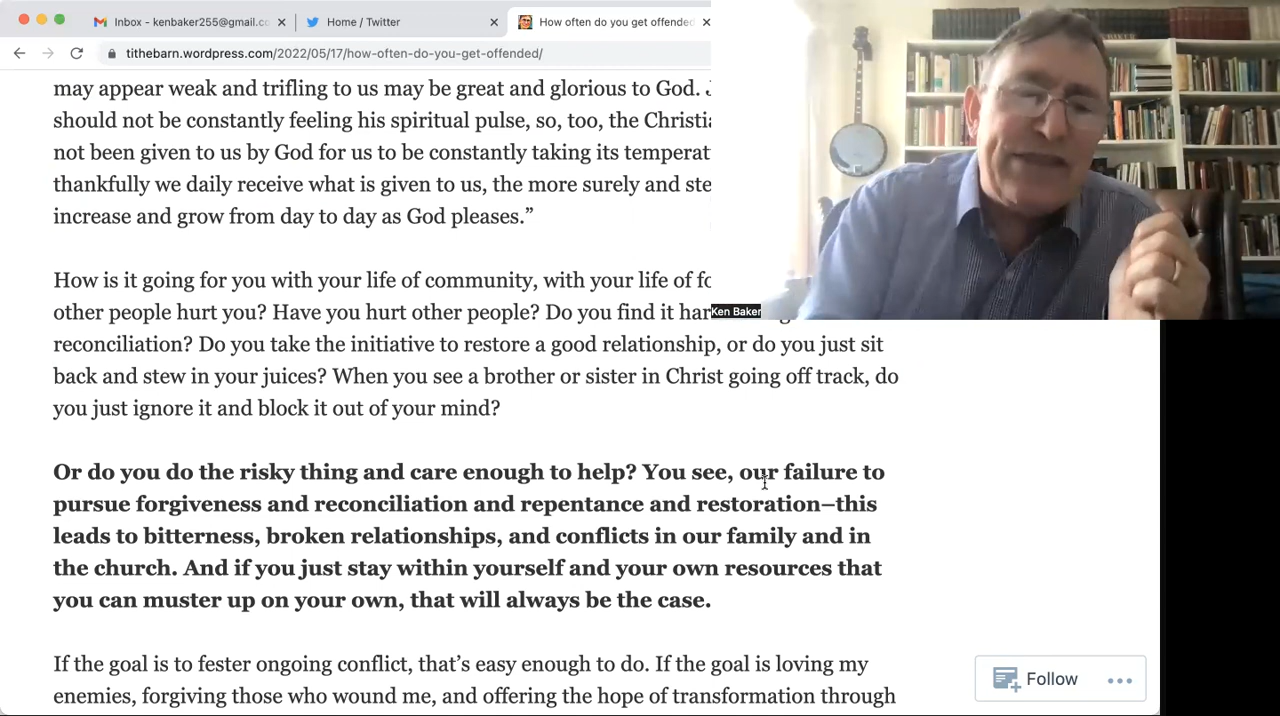 Inbox - kenbaker255@gmail.co
Home / Twitter
How often do you get offended
tithebarn.wordpress.com/2022/05/17/how-often-do-you-get-offended/
may appear weak and trifling to us may be great and glorious to God. J
should not be constantly feeling his spiritual pulse, so, too, the Christia
not been given to us by God for us to be constantly taking its temperat
thankfully we daily receive what is given to us, the more surely and ste
increase and grow from day to day as God pleases.”
How is it going for you with your life of community, with your life of fo
other people hurt you? Have you hurt other people? Do you find it har
Ken Baker
reconciliation? Do you take the initiative to restore a good relationship, or do you just sit
back and stew in your juices? When you see a brother or sister in Christ going off track, do
you just ignore it and block it out of your mind?
Or do you do the risky thing and care enough to help? You see, our failure to
pursue forgiveness and reconciliation and repentance and restoration–this
leads to bitterness, broken relationships, and conflicts in our family and in
the church. And if you just stay within yourself and your own resources that
you can muster up on your own, that will always be the case.
If the goal is to fester ongoing conflict, that’s easy enough to do. If the goal is loving my
enemies, forgiving those who wound me, and offering the hope of transformation through
Follow